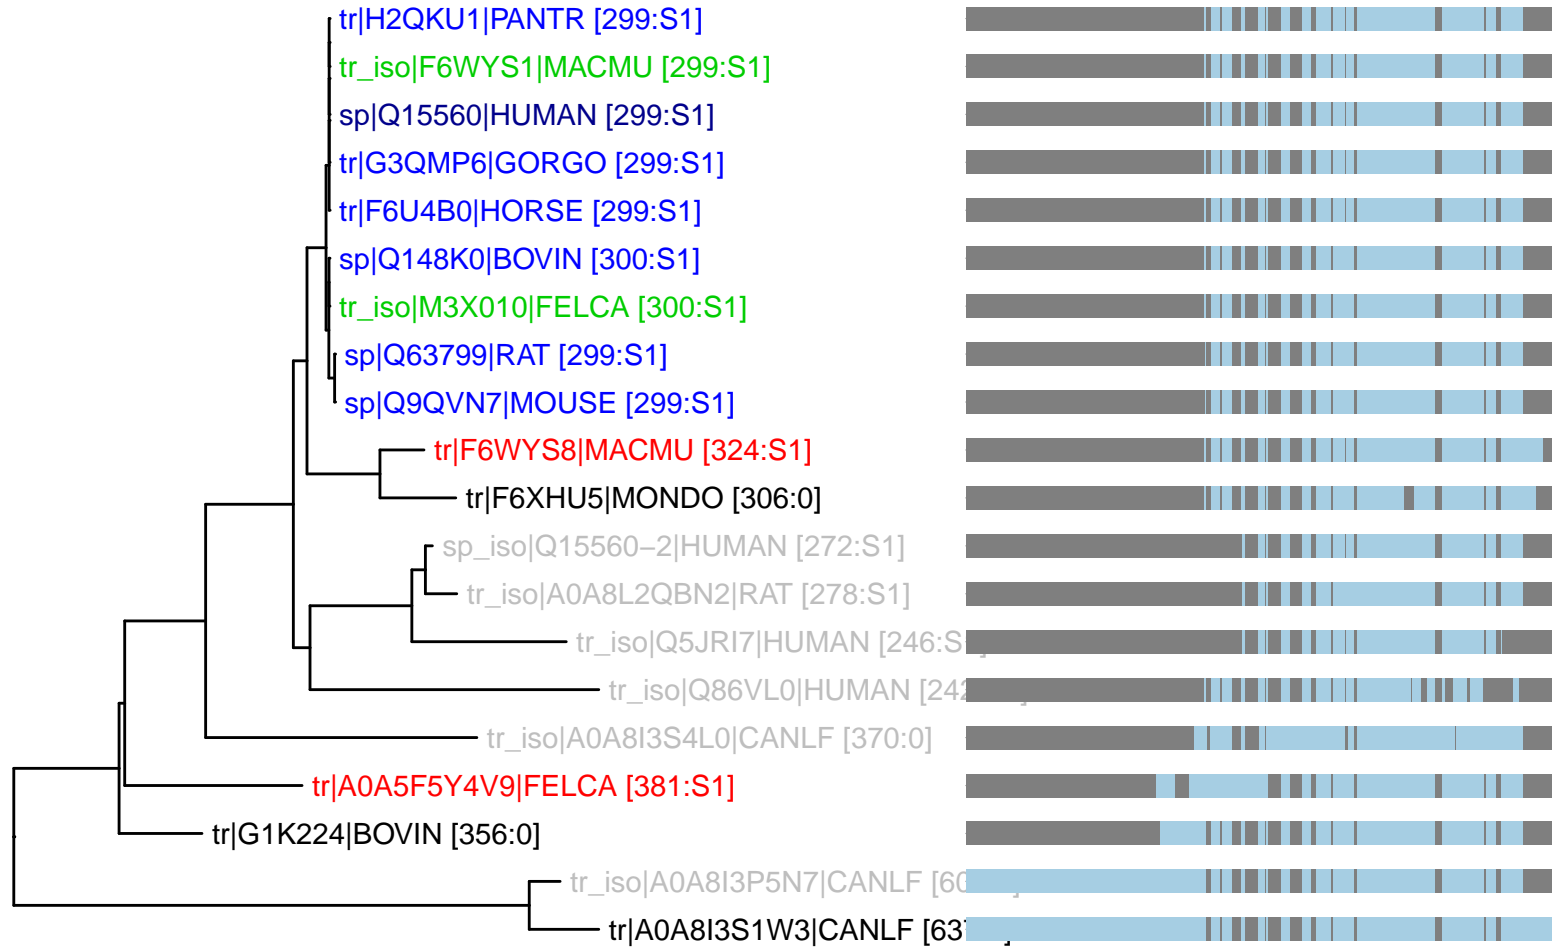 tr|H2QKU1|PANTR [299:S1]
tr_iso|F6WYS1|MACMU [299:S1]
sp|Q15560|HUMAN [299:S1]
tr|G3QMP6|GORGO [299:S1]
tr|F6U4B0|HORSE [299:S1]
sp|Q148K0|BOVIN [300:S1]
tr_iso|M3X010|FELCA [300:S1]
sp|Q63799|RAT [299:S1]
sp|Q9QVN7|MOUSE [299:S1]
tr|F6WYS8|MACMU [324:S1]
tr|F6XHU5|MONDO [306:0]
sp_iso|Q15560−2|HUMAN [272:S1]
tr_iso|A0A8L2QBN2|RAT [278:S1]
tr_iso|Q5JRI7|HUMAN [246:S
tr_iso|Q86VL0|HUMAN [242
tr_iso|A0A8I3S4L0|CANLF [370:0]
tr|A0A5F5Y4V9|FELCA [381:S1]
tr|G1K224|BOVIN [356:0]
tr_iso|A0A8I3P5N7|CANLF [60
tr|A0A8I3S1W3|CANLF [637